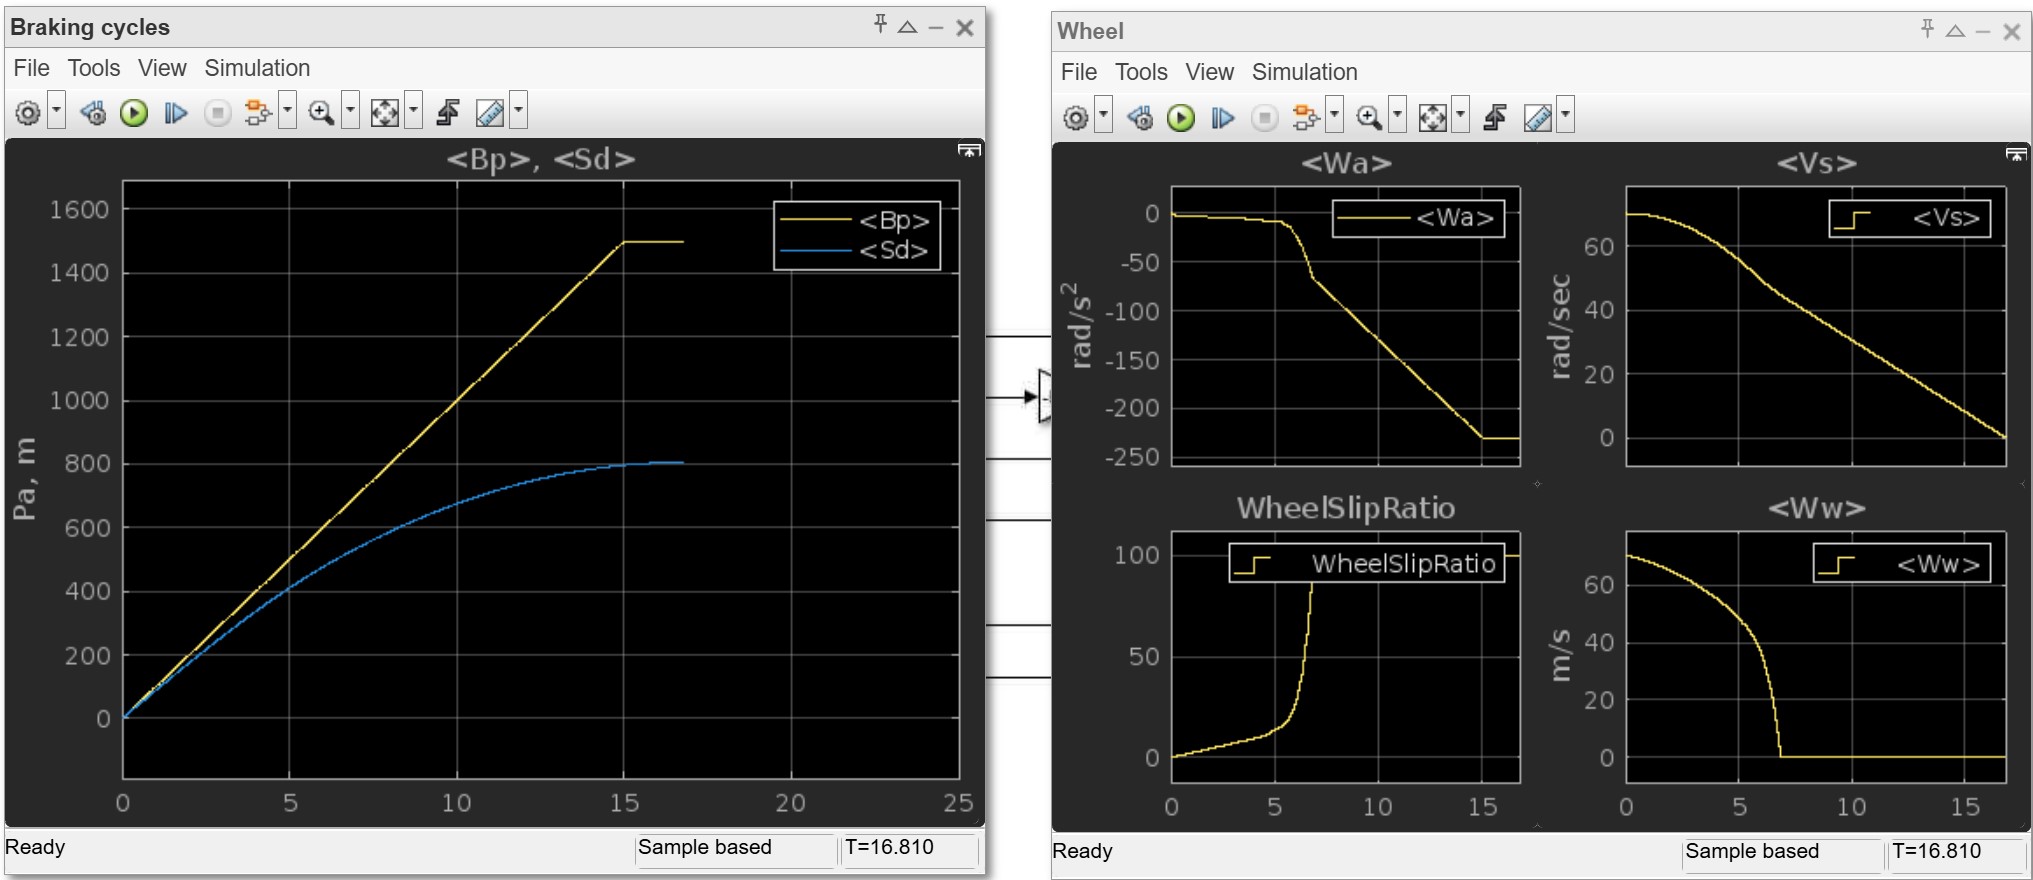 Braking cycles
File Tools View Simulation
<Bp>, <Sd>
1600
1400
1200
1000
800
600
400
200
0
Pa, m
<Bp>
<Sd>
0 5 10 15 20 25
Ready
Sample based
T=16.810
Wheel
File Tools View Simulation
<Wa>
0
-50
-100
-150
-200
-250
rad/s²
<Wa>
<Vs>
60
40
20
0
rad/sec
<Vs>
WheelSlipRatio
100
50
0
WheelSlipRatio
0 5 10 15
<Ww>
60
40
20
0
m/s
<Ww>
0 5 10 15
Ready
Sample based
T=16.810